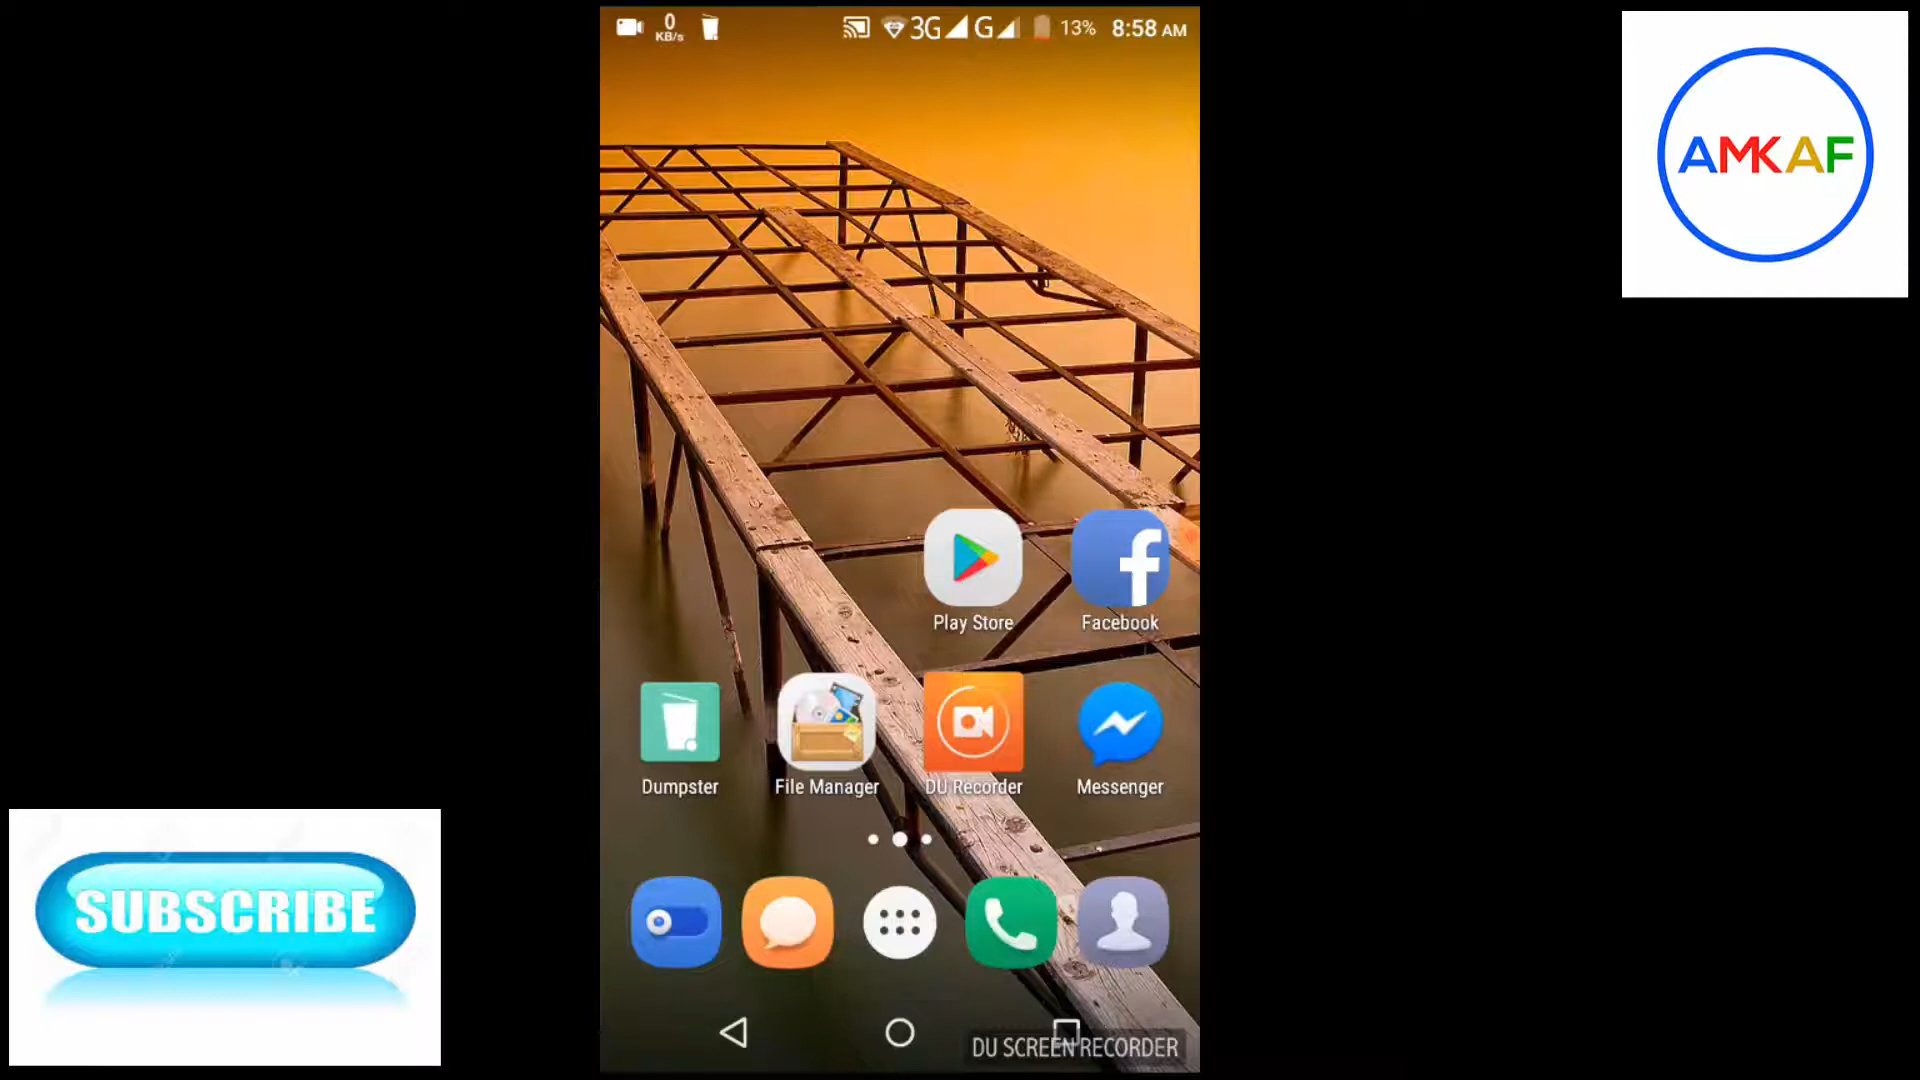 0
KB/s
3G
G
13%
8:58 AM
AMKAF
Play Store
Facebook
Dumpster
File Manager
DU Recorder
Messenger
SUBSCRIBE
DU SCREEN RECORDER